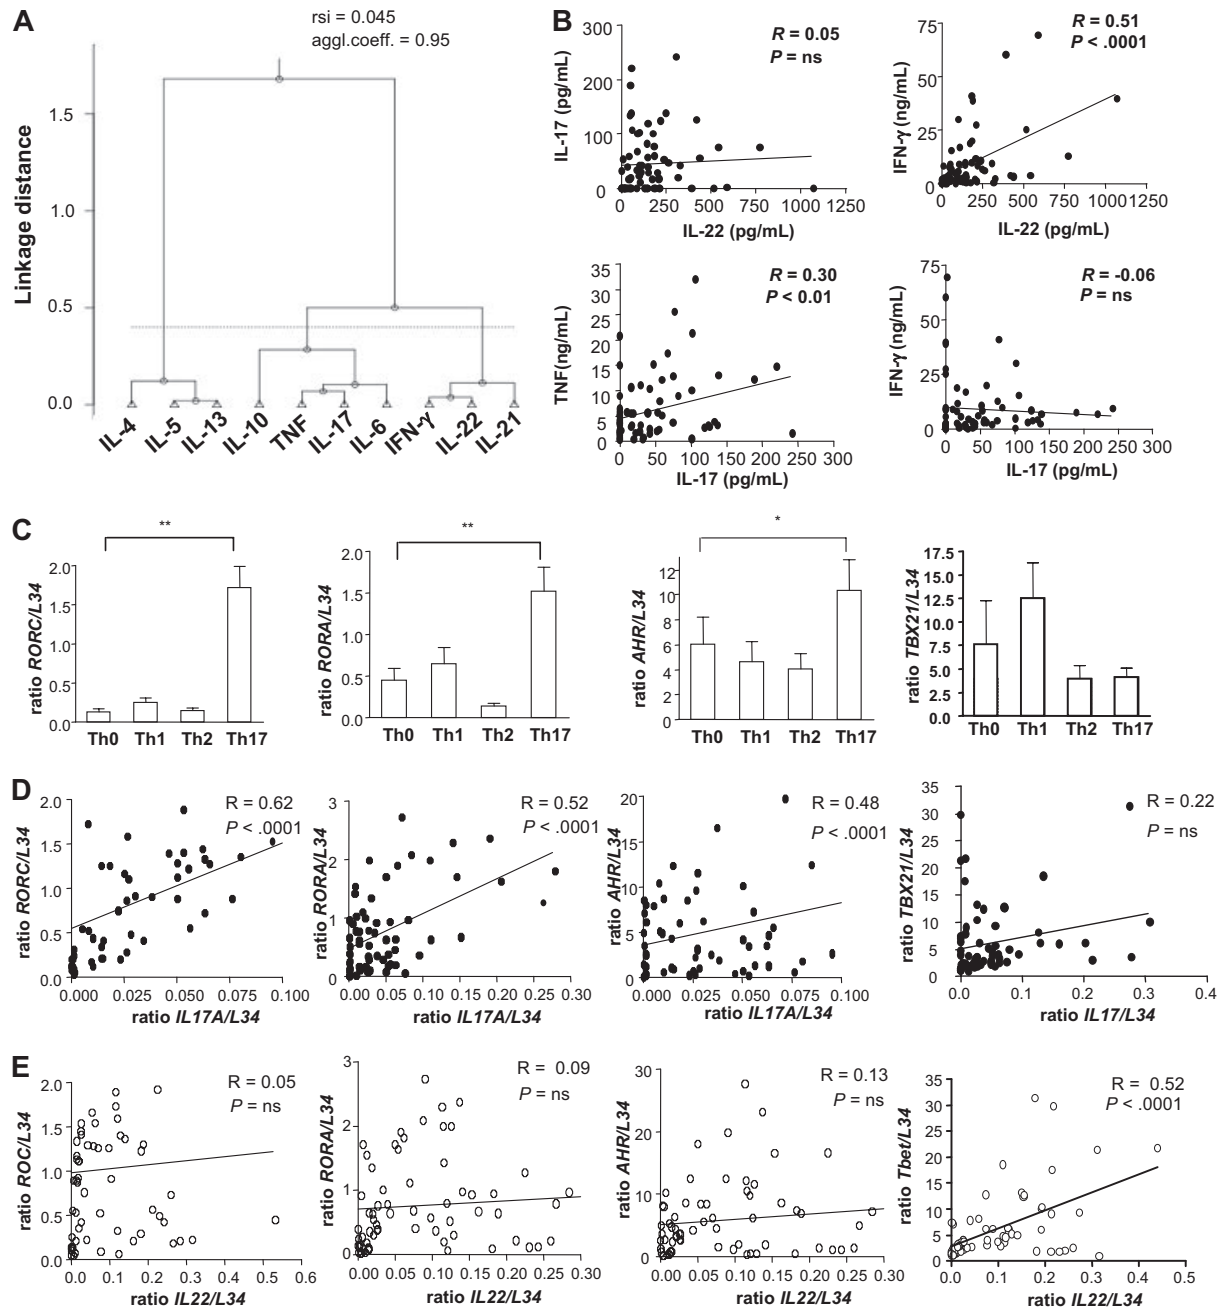 A
rsi = 0.045
aggl.coeff. = 0.95
Linkage distance
1.5
1.0
0.5
0.0
IL-4
IL-5
IL-13
IL-10
TNF
IL-17
IL-6
IFN-γ
IL-22
IL-21
B
IL-17 (pg/mL)
300
200
100
0
R = 0.05
P = ns
0 250 500 750 1000 1250
IL-22 (pg/mL)
IFN-γ (ng/mL)
75
50
25
0
R = 0.51
P < .0001
0 250 500 750 1000 1250
IL-22 (pg/mL)
TNF(ng/mL)
35
30
25
20
15
10
5
0
R = 0.30
P < 0.01
0 50 100 150 200 250 300
IL-17 (pg/mL)
IFN-γ (ng/mL)
75
50
25
0
R = -0.06
P = ns
0 50 100 150 200 250 300
IL-17 (pg/mL)
C
**
ratio RORC/L34
2.0
1.5
1.0
0.5
0.0
Th0 Th1 Th2 Th17
**
ratio RORA/L34
2.0
1.5
1.0
0.5
0.0
Th0 Th1 Th2 Th17
*
ratio AHR/L34
12
10
8
6
4
2
0
Th0 Th1 Th2 Th17
ratio TBX21/L34
17.5
15.0
12.5
10.0
7.5
5.0
2.5
0.0
Th0 Th1 Th2 Th17
D
ratio RORC/L34
2.0
1.5
1.0
0.5
0.0
R = 0.62
P < .0001
0.000 0.025 0.050 0.075 0.100
ratio IL17A/L34
ratio RORA/L34
3
2
1
0
R = 0.52
P < .0001
0.00 0.05 0.10 0.15 0.20 0.25 0.30
ratio IL17A/L34
ratio AHR/L34
20
15
10
5
0
R = 0.48
P < .0001
0.000 0.025 0.050 0.075 0.100
ratio IL17A/L34
ratio TBX21/L34
35
30
25
20
15
10
5
0
R = 0.22
P = ns
0.0 0.1 0.2 0.3 0.4
ratio IL17/L34
E
ratio ROC/L34
2.0
1.5
1.0
0.5
0.0
R = 0.05
P = ns
0.0 0.1 0.2 0.3 0.4 0.5 0.6
ratio IL22/L34
ratio RORA/L34
3
2
1
0
R = 0.09
P = ns
0.00 0.05 0.10 0.15 0.20 0.25 0.30
ratio IL22/L34
ratio AHR/L34
30
20
10
0
R = 0.13
P = ns
0.00 0.05 0.10 0.15 0.20 0.25 0.30
ratio IL22/L34
ratio Tbet/L34
35
30
25
20
15
10
5
0
R = 0.52
P < .0001
0.0 0.1 0.2 0.3 0.4 0.5
ratio IL22/L34